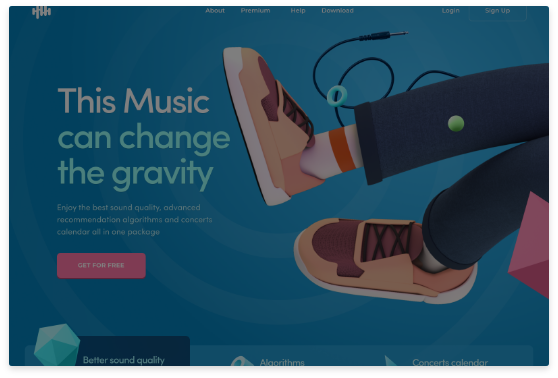 About Premium Help Download Login Sign Up
This Music
can change
the gravity
Enjoy the best sound quality, advanced
recommendation algorithms and concerts
calendar all in one package
GET FOR FREE
Better sound quality Algorithms Concerts calendar